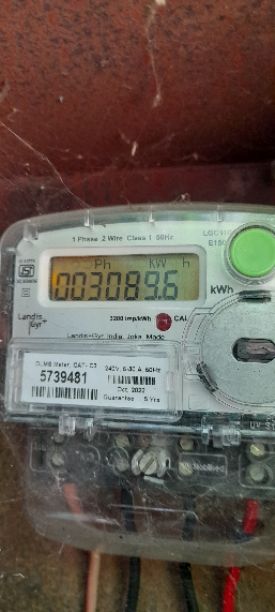 1 Phase 2 Wire Class 1 50Hz
Ph KW h
003089.6
kWh
Landis
Gyr+
3200 imp/kWh
CAL
Landis+Gyr, India, Joka, Made
DLMS Meter, CAT- C3
5739481
240V, 5-30 A, 50Hz
Oct, 2022
Guarantee : 5 Yrs